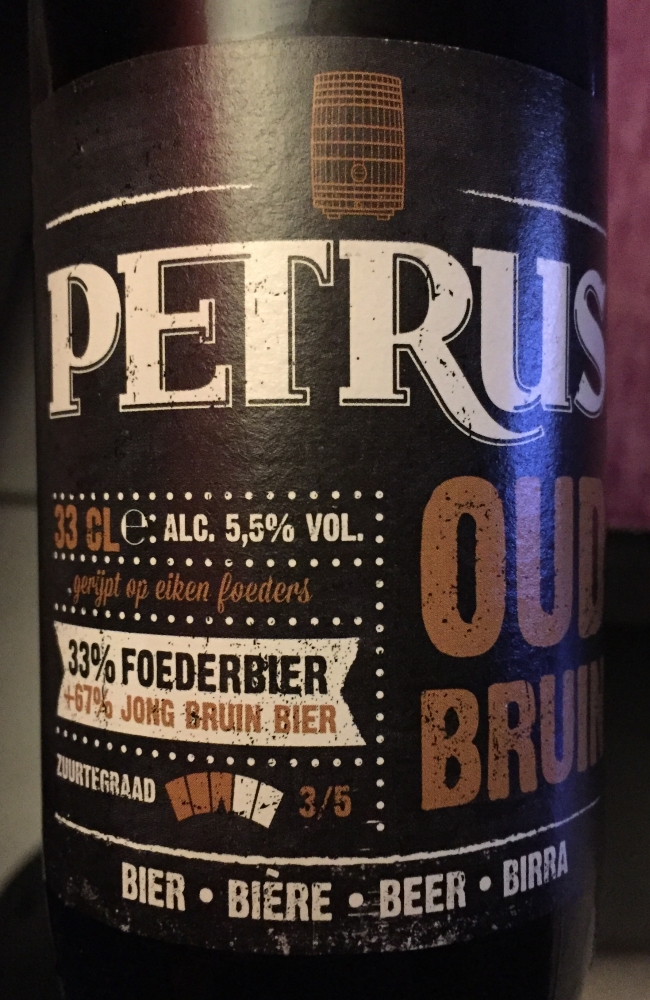 PETRUS
OUD
BRUIN
33 CL e: ALC. 5,5% VOL.
gerijpt op eiken foeders
33% FOEDERBIER
+67% JONG BRUIN BIER
ZUURTEGRAAD 3/5
BIER • BIÈRE • BEER • BIRRA